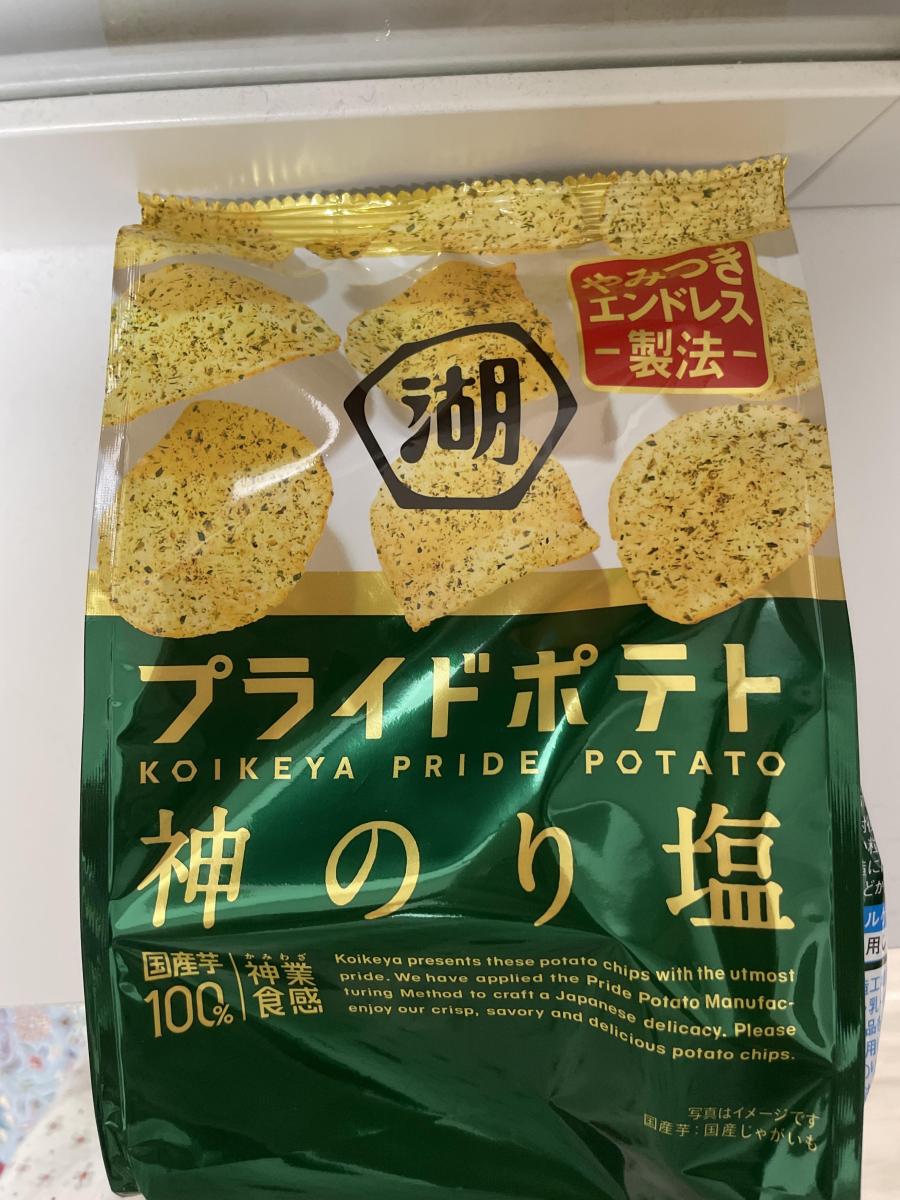 やみつき
エンドレス
-製法-
湖
プライドポテト
KOIKEYA PRIDE POTATO
神のり塩
国産芋
100%
かみわざ
神業
食感
Koikeya presents these potato chips with the utmost
pride. We have applied the Pride Potato Manufac-
turing Method to craft a Japanese delicacy. Please
enjoy our crisp, savory and delicious potato chips.
写真はイメージです
国産芋：国産じゃがいも